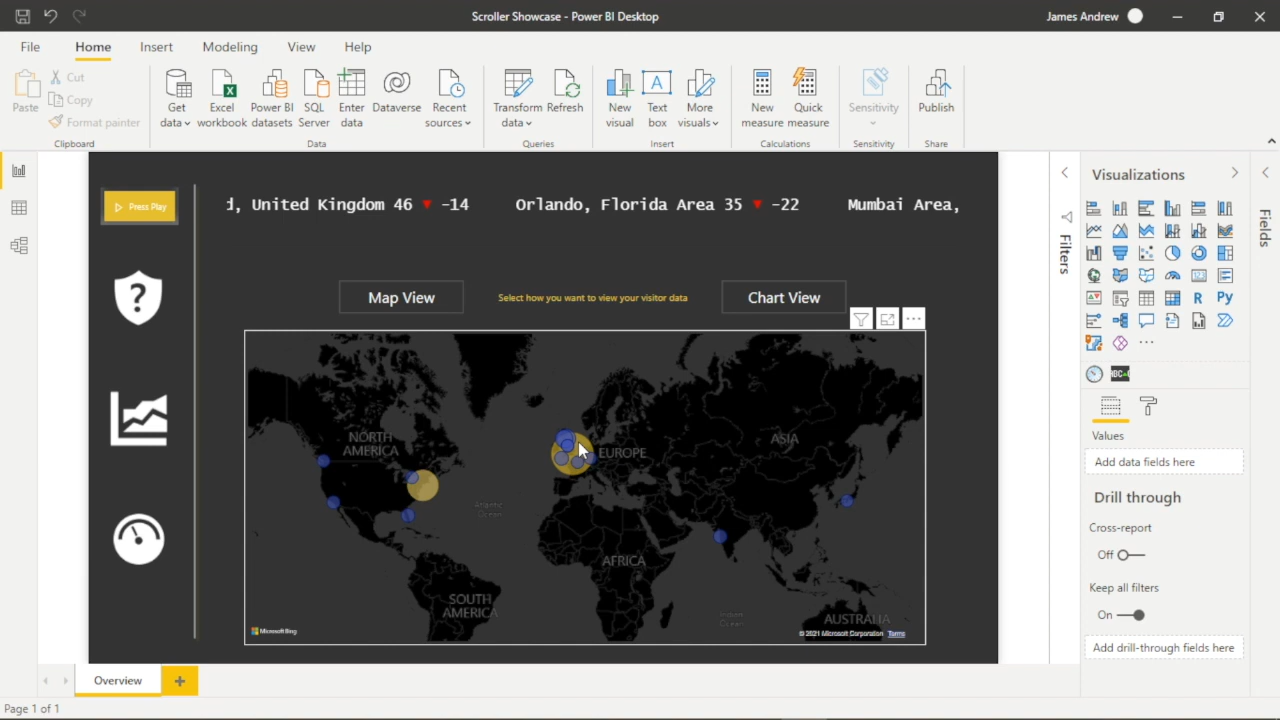 Scroller Showcase - Power BI Desktop
James Andrew
File
Home
Insert
Modeling
View
Help
Paste
Cut
Copy
Format painter
Clipboard
Get data
Excel workbook
Power BI datasets
SQL Server
Enter data
Dataverse
Recent sources
Data
Transform data
Refresh
Queries
New visual
Text box
More visuals
Insert
New measure
Quick measure
Calculations
Sensitivity
Sensitivity
Publish
Share
Press Play
d, United Kingdom 46 ▼ -14
Orlando, Florida Area 35 ▼ -22
Mumbai Area,
Map View
Select how you want to view your visitor data
Chart View
NORTH AMERICA
EUROPE
ASIA
Atlantic Ocean
AFRICA
SOUTH AMERICA
Indian Ocean
AUSTRALIA
Microsoft Bing
© 2021 Microsoft Corporation Terms
Filters
Visualizations
Fields
R
Py
Values
Add data fields here
Drill through
Cross-report
Off
Keep all filters
On
Add drill-through fields here
Overview
Page 1 of 1